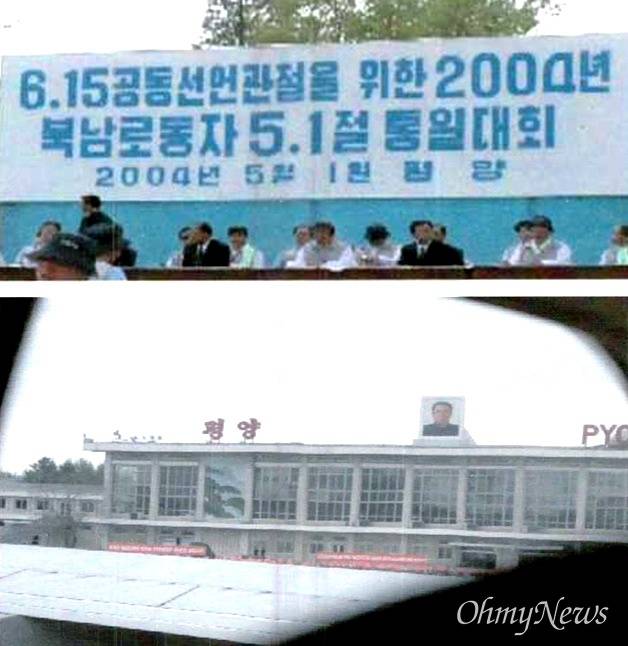 6.15공동선언관철을 위한 2004년
북남로동자 5.1절 통일대회
2004년 5월 1일 평 양
평양
PYO
OhmyNews